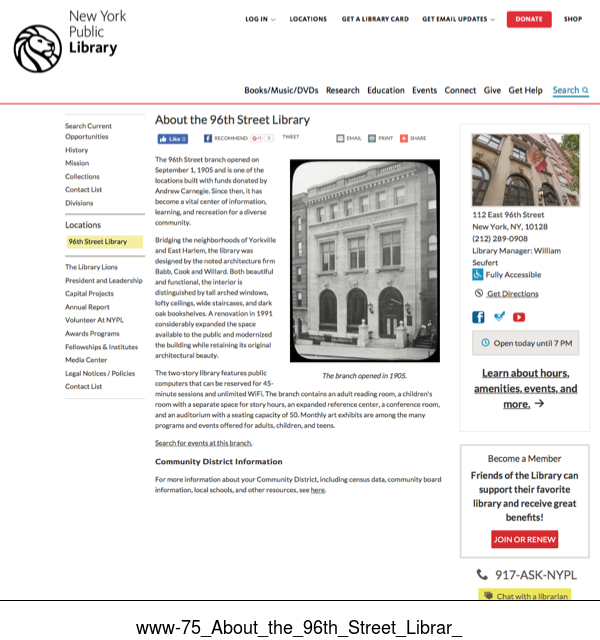 New York
Public
Library
LOG IN
LOCATIONS
GET A LIBRARY CARD
GET EMAIL UPDATES
DONATE
SHOP
Books/Music/DVDs Research Education Events Connect Give Get Help Search
Search Current
Opportunities
History
Mission
Collections
Contact List
Divisions
Locations
96th Street Library
The Library Lions
President and Leadership
Capital Projects
Annual Report
Volunteer At NYPL
Awards Programs
Fellowships & Institutes
Media Center
Legal Notices / Policies
Contact List
About the 96th Street Library
Like 0
RECOMMEND
TWEET
EMAIL
PRINT
SHARE
The 96th Street branch opened on
September 1, 1905 and is one of the
locations built with funds donated by
Andrew Carnegie. Since then, it has
become a vital center of information,
learning, and recreation for a diverse
community.
Bridging the neighborhoods of Yorkville
and East Harlem, the library was
designed by the noted architecture firm
Babb, Cook and Willard. Both beautiful
and functional, the interior is
distinguished by tall arched windows,
lofty ceilings, wide staircases, and dark
oak bookshelves. A renovation in 1991
considerably expanded the space
available to the public and modernized
the building while retaining its original
architectural beauty.
The branch opened in 1905.
The two-story library features public
computers that can be reserved for 45-
minute sessions and unlimited WiFi. The branch contains an adult reading room, a children's
room with a separate space for story hours, an expanded reference center, a conference room,
and an auditorium with a seating capacity of 50. Monthly art exhibits are among the many
programs and events offered for adults, children, and teens.
Search for events at this branch.
Community District Information
For more information about your Community District, including census data, community board
information, local schools, and other resources, see here.
112 East 96th Street
New York, NY, 10128
(212) 289-0908
Library Manager: William
Seufert
Fully Accessible
Get Directions
Open today until 7 PM
Learn about hours,
amenities, events, and
more. →
Become a Member
Friends of the Library can
support their favorite
library and receive great
benefits!
JOIN OR RENEW
917-ASK-NYPL
Chat with a librarian
www-75_About_the_96th_Street_Librar_